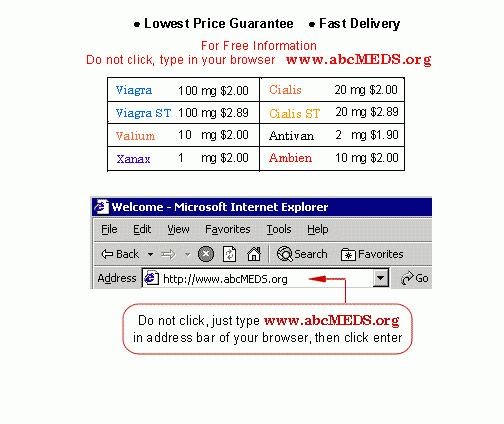 ● Lowest Price Guarantee ● Fast Delivery
For Free Information
Do not click, type in your browser www.abcMEDS.org
Viagra 100 mg $2.00 Cialis 20 mg $2.00
Viagra ST 100 mg $2.89 Cialis ST 20 mg $2.89
Valium 10 mg $2.00 Antivan 2 mg $1.90
Xanax 1 mg $2.00 Ambien 10 mg $2.00
Welcome - Microsoft Internet Explorer
File Edit View Favorites Tools Help
Back Search Favorites
Address http://www.abcMEDS.org Go
Do not click, just type www.abcMEDS.org
in address bar of your browser, then click enter